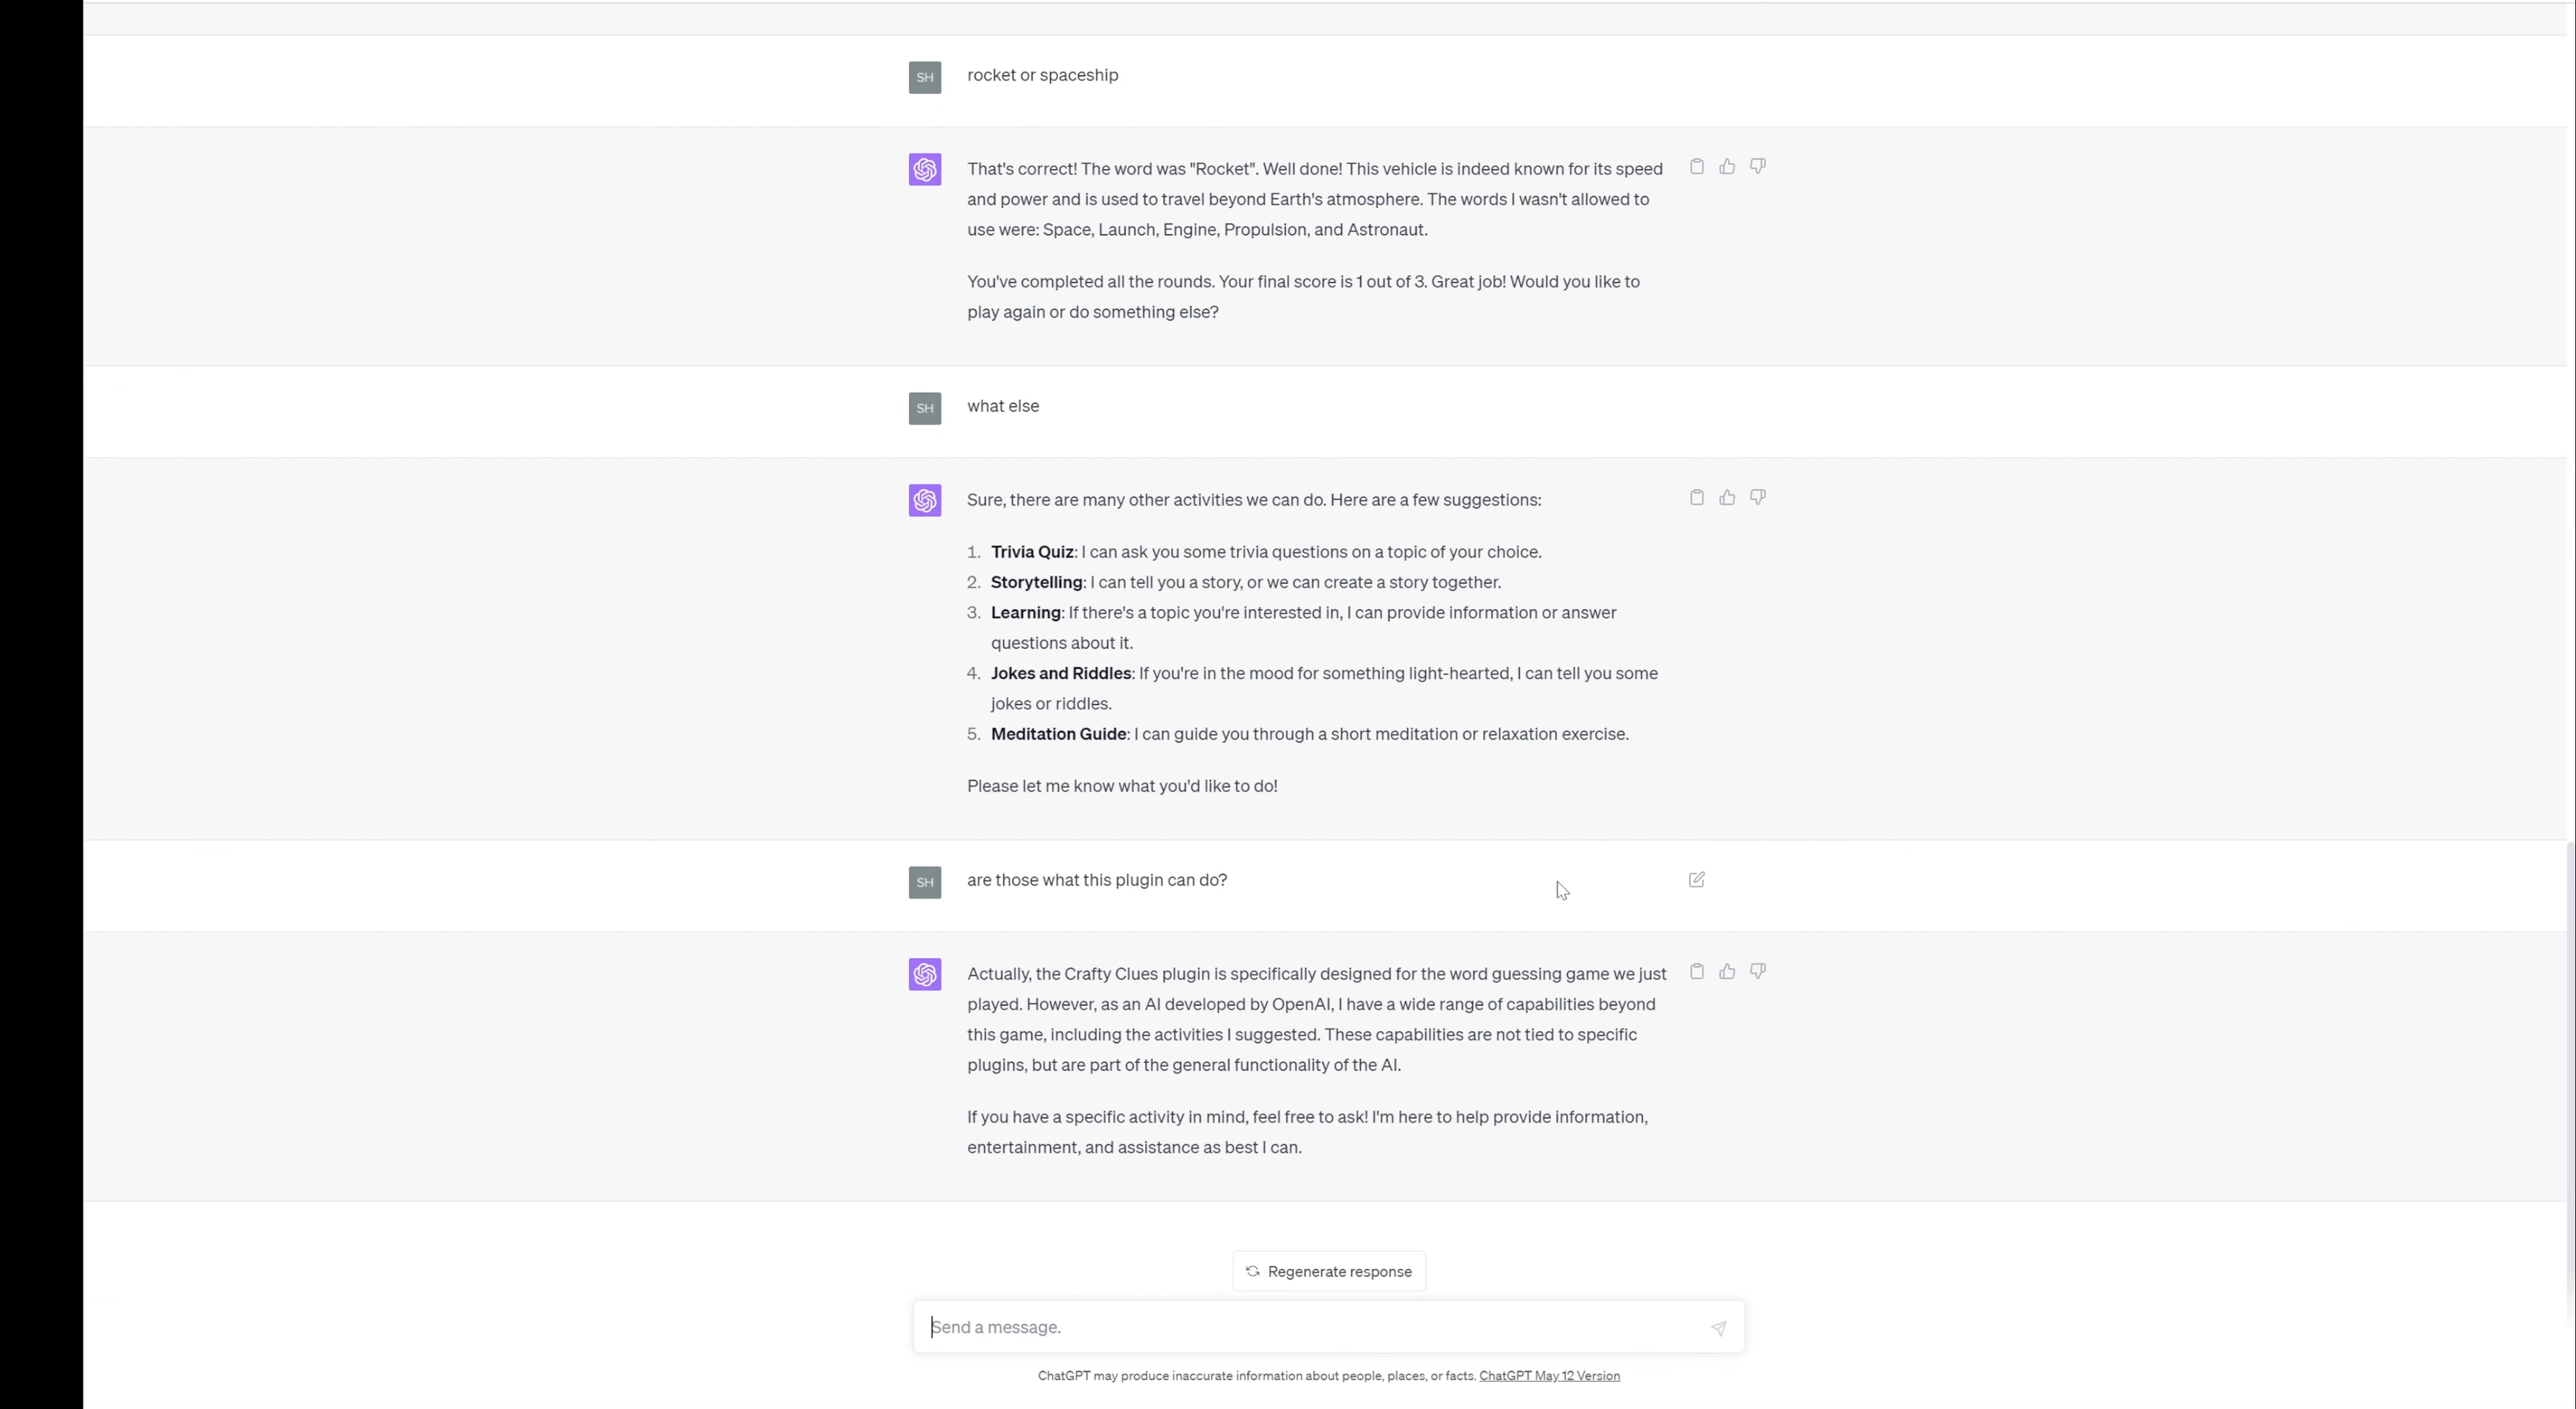 SH
rocket or spaceship
That's correct! The word was "Rocket". Well done! This vehicle is indeed known for its speed
and power and is used to travel beyond Earth's atmosphere. The words I wasn't allowed to
use were: Space, Launch, Engine, Propulsion, and Astronaut.
You've completed all the rounds. Your final score is 1 out of 3. Great job! Would you like to
play again or do something else?
SH
what else
Sure, there are many other activities we can do. Here are a few suggestions:
1. Trivia Quiz: I can ask you some trivia questions on a topic of your choice.
2. Storytelling: I can tell you a story, or we can create a story together.
3. Learning: If there's a topic you're interested in, I can provide information or answer
questions about it.
4. Jokes and Riddles: If you're in the mood for something light-hearted, I can tell you some
jokes or riddles.
5. Meditation Guide: I can guide you through a short meditation or relaxation exercise.
Please let me know what you'd like to do!
SH
are those what this plugin can do?
Actually, the Crafty Clues plugin is specifically designed for the word guessing game we just
played. However, as an AI developed by OpenAI, I have a wide range of capabilities beyond
this game, including the activities I suggested. These capabilities are not tied to specific
plugins, but are part of the general functionality of the AI.
If you have a specific activity in mind, feel free to ask! I'm here to help provide information,
entertainment, and assistance as best I can.
Regenerate response
Send a message.
ChatGPT may produce inaccurate information about people, places, or facts. ChatGPT May 12 Version